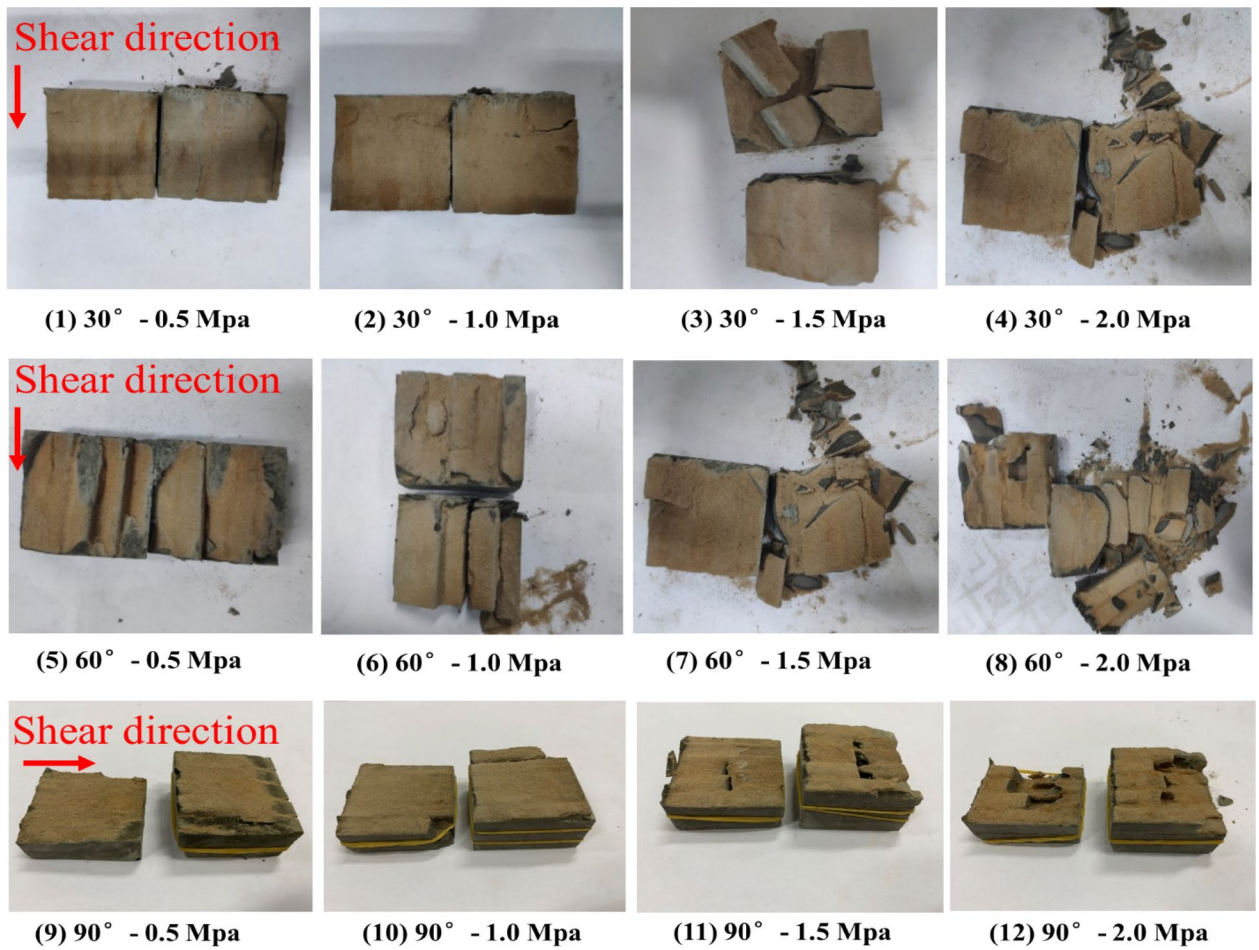 Shear direction
(1) 30° - 0.5 Mpa
(2) 30° - 1.0 Mpa
(3) 30° - 1.5 Mpa
(4) 30° - 2.0 Mpa
Shear direction
(5) 60° - 0.5 Mpa
(6) 60° - 1.0 Mpa
(7) 60° - 1.5 Mpa
(8) 60° - 2.0 Mpa
Shear direction
(9) 90° - 0.5 Mpa
(10) 90° - 1.0 Mpa
(11) 90° - 1.5 Mpa
(12) 90° - 2.0 Mpa